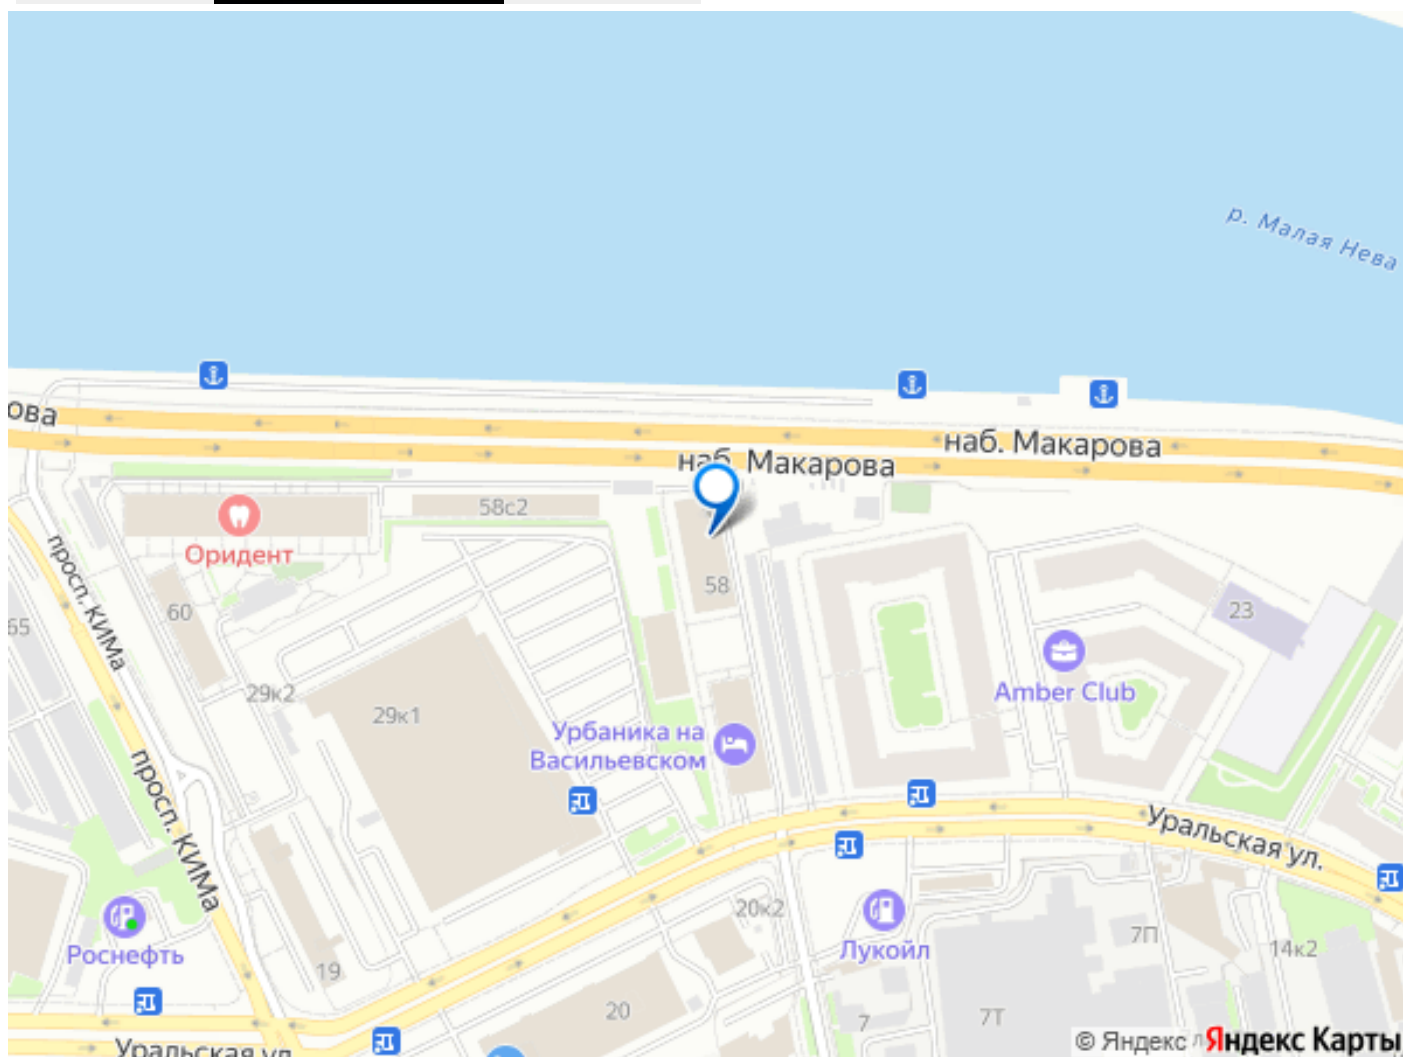 р. Малая Нева
ова
наб. Макарова
наб. Макарова
58с2
Оридент
просп. КИМа
58
65
60
23
Amber Club
29к2
29к1
Урбаника на
Васильевском
просп. КИМа
Уральская ул.
20к2
Роснефть
Лукойл
7П
14к2
19
20
7
7Т
Уральская ул.
© Яндекс
Яндекс Карты